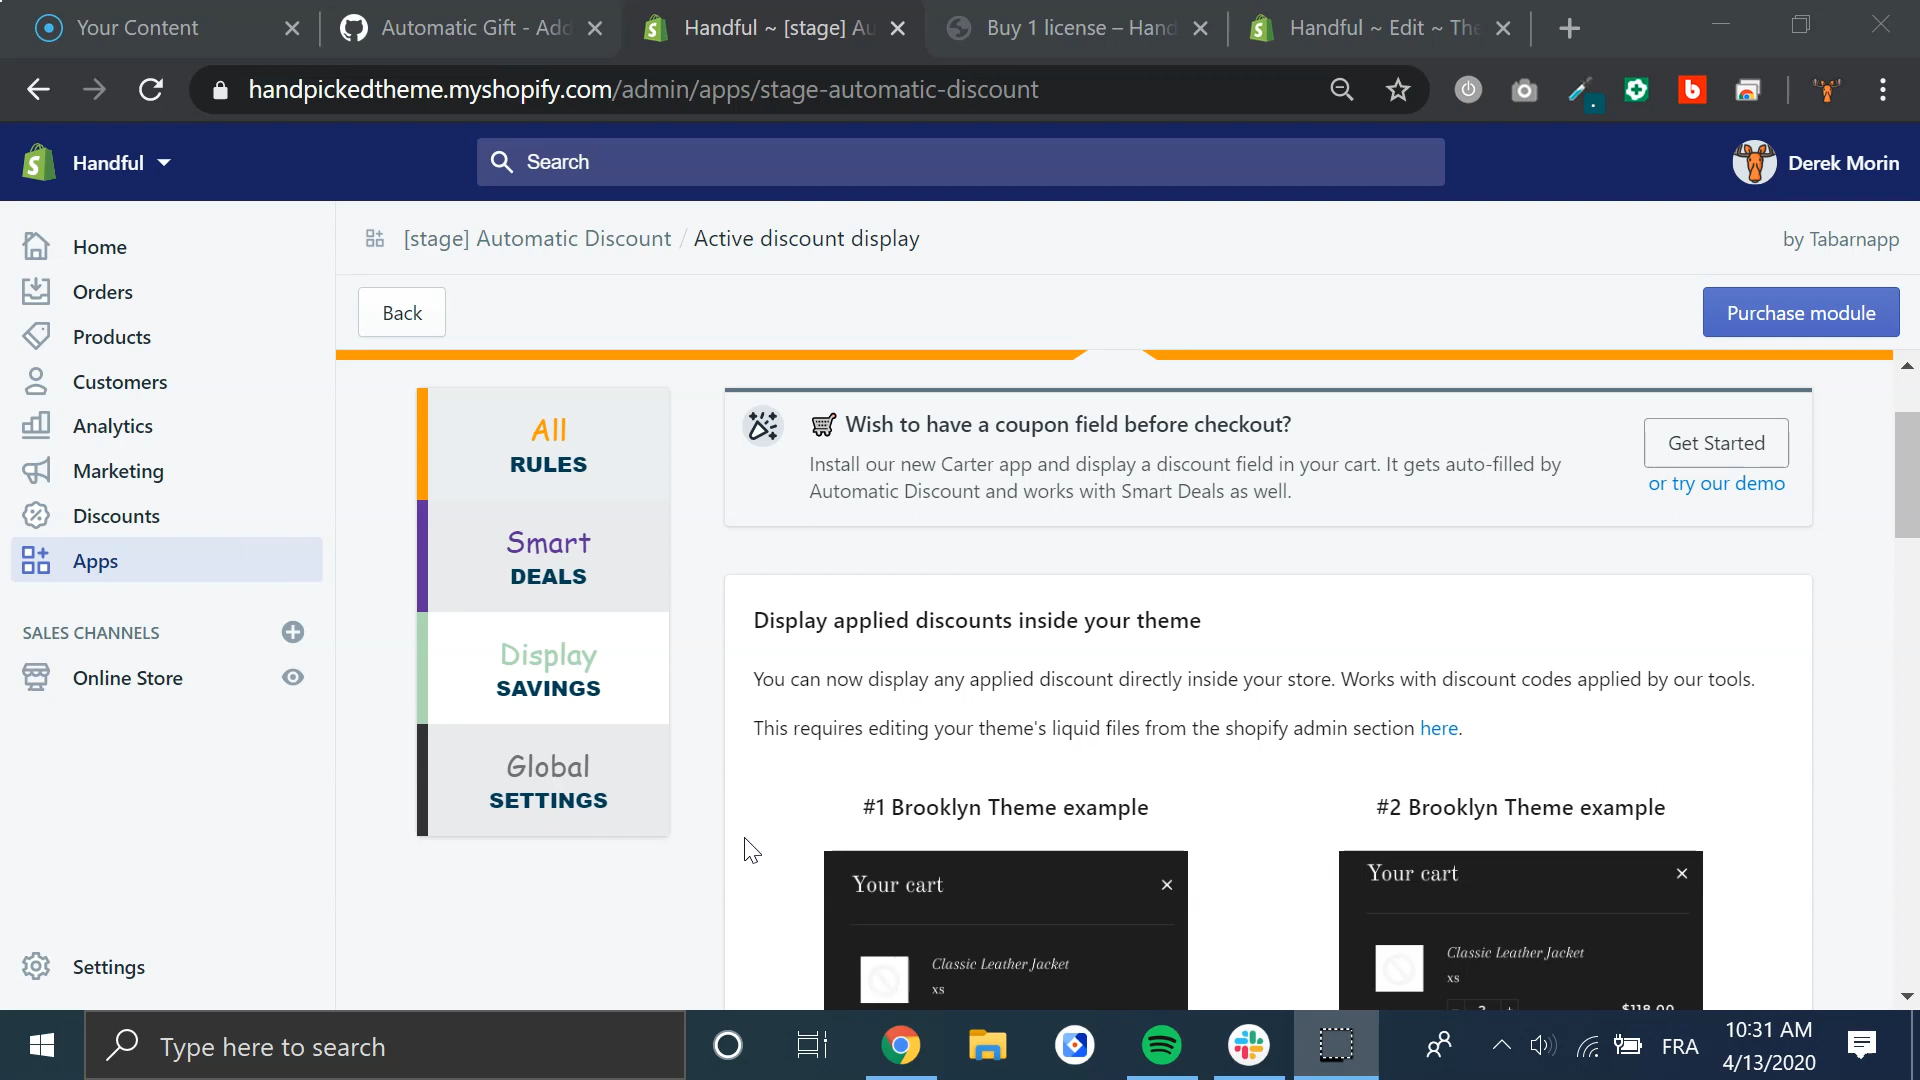 Your Content
Automatic Gift - Add
Handful ~ [stage] Au
Buy 1 license – Hand
Handful ~ Edit ~ The
handpickedtheme.myshopify.com/admin/apps/stage-automatic-discount
Handful
Search
Derek Morin
[stage] Automatic Discount / Active discount display
by Tabarnapp
Back
Purchase module
Home
Orders
Products
Customers
Analytics
Marketing
Discounts
Apps
SALES CHANNELS
Online Store
Settings
All
RULES
Smart
DEALS
Display
SAVINGS
Global
SETTINGS
Wish to have a coupon field before checkout?
Install our new Carter app and display a discount field in your cart. It gets auto-filled by
Automatic Discount and works with Smart Deals as well.
Get Started
or try our demo
Display applied discounts inside your theme
You can now display any applied discount directly inside your store. Works with discount codes applied by our tools.
This requires editing your theme's liquid files from the shopify admin section here.
#1 Brooklyn Theme example
Your cart
Classic Leather Jacket
xs
#2 Brooklyn Theme example
Your cart
Classic Leather Jacket
xs
$118.00
Type here to search
FRA
10:31 AM
4/13/2020